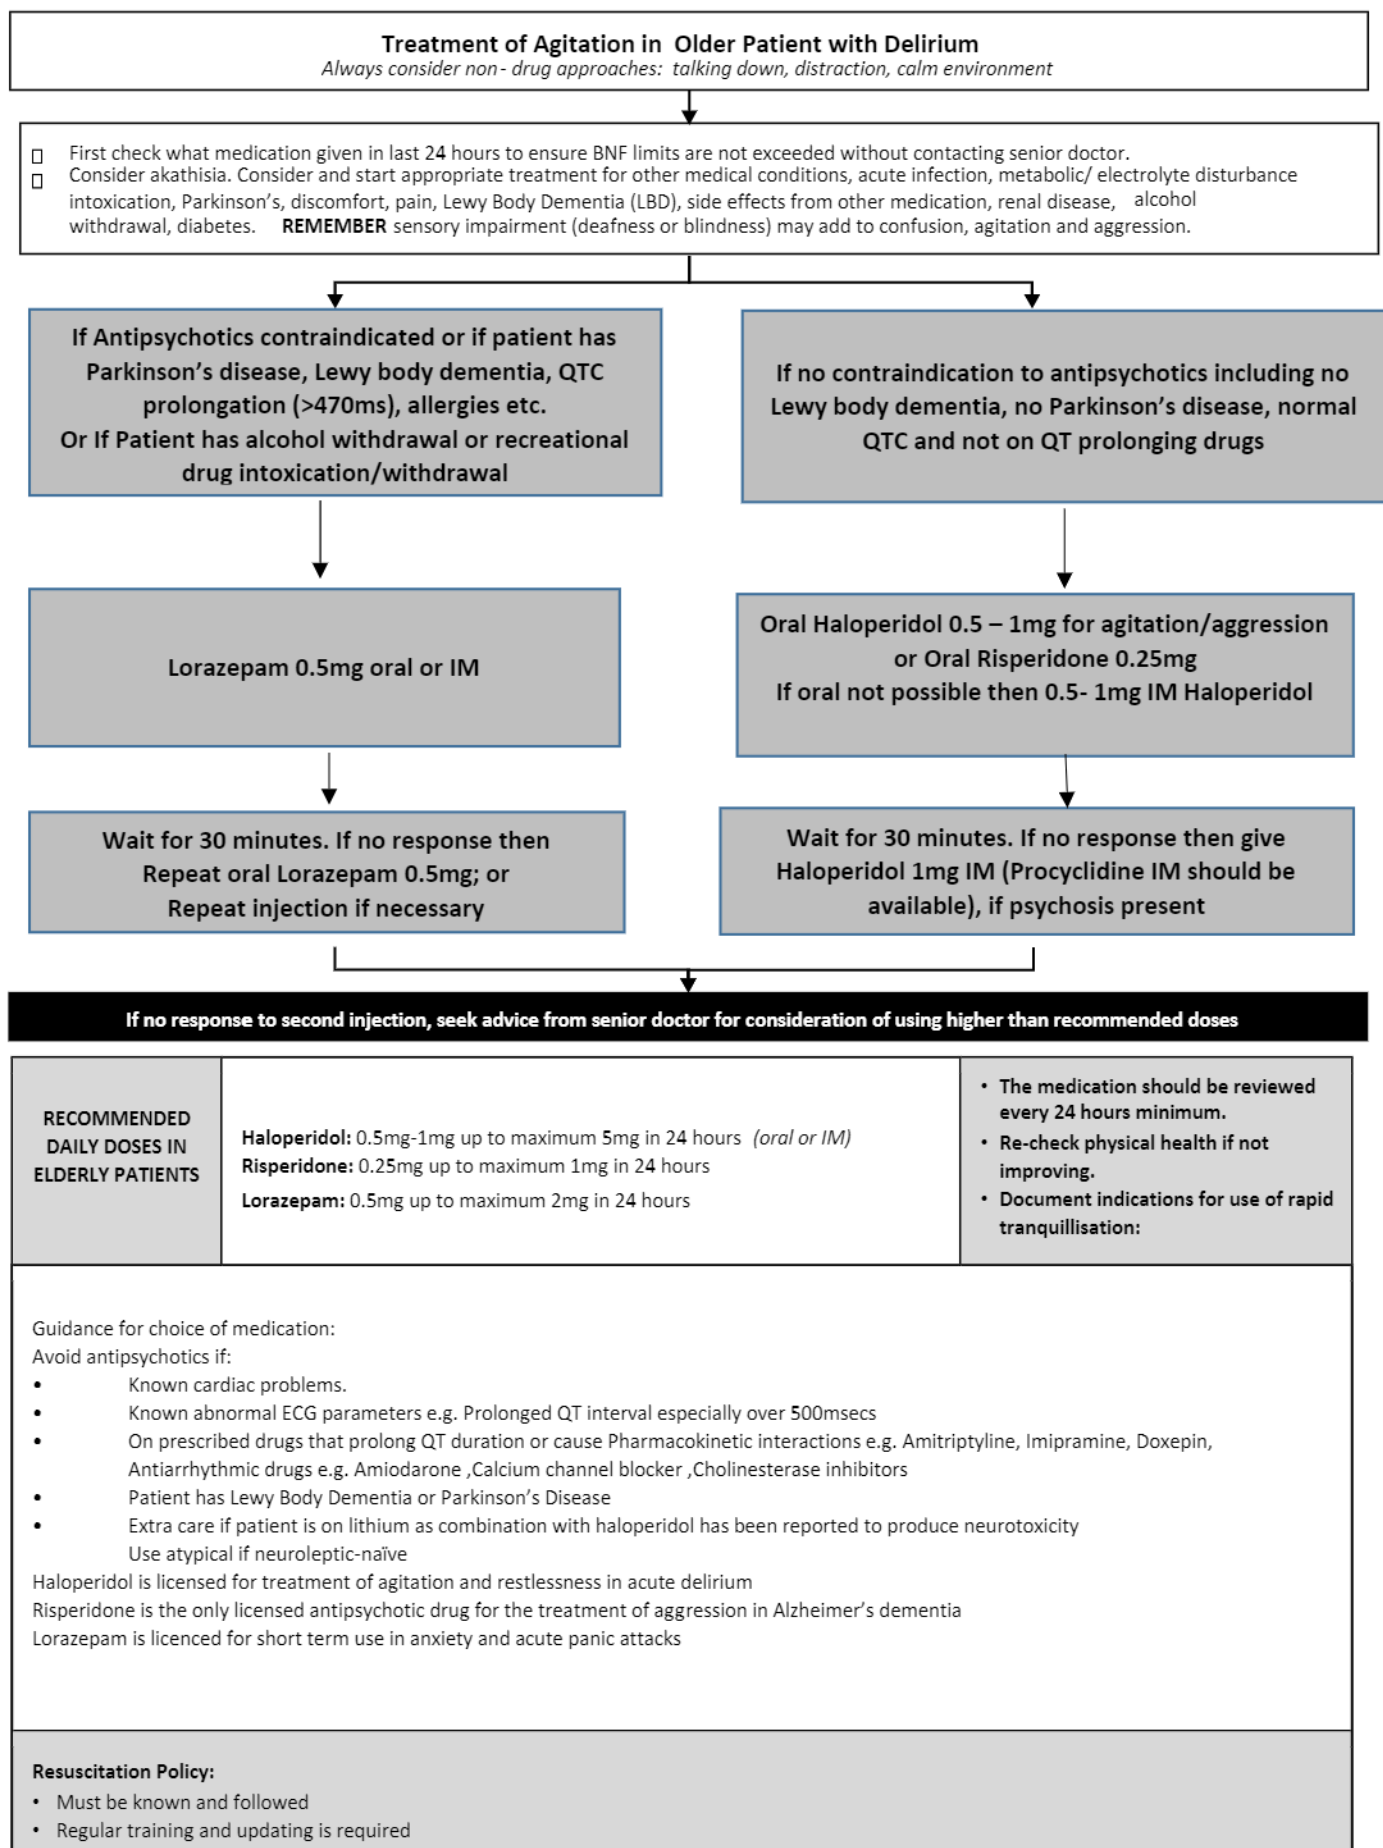 Treatment of Agitation in Older Patient with Delirium
Always consider non- drug approaches: talking down, distraction, calm environment
First check what medication given in last 24 hours to ensure BNF limits are not exceeded without contacting senior doctor.
Consider akathisia. Consider and start appropriate treatment for other medical conditions, acute infection, metabolic/ electrolyte disturbance
intoxication, Parkinson's, discomfort, pain, Lewy Body Dementia (LBD), side effects from other medication, renal disease, alcohol
withdrawal, diabetes. REMEMBER sensory impairment (deafness or blindness) may add to confusion, agitation and aggression.
If Antipsychotics contraindicated or if patient has
Parkinson's disease, Lewy body dementia, QTC
prolongation (>470ms), allergies etc.
Or If Patient has alcohol withdrawal or recreational
drug intoxication/withdrawal
If no contraindication to antipsychotics including no
Lewy body dementia, no Parkinson's disease, normal
QTC and not on QT prolonging drugs
Lorazepam 0.5mg oral or IM
Oral Haloperidol 0.5 – 1mg for agitation/aggression
or Oral Risperidone 0.25mg
If oral not possible then 0.5- 1mg IM Haloperidol
Wait for 30 minutes. If no response then
Repeat oral Lorazepam 0.5mg; or
Repeat injection if necessary
Wait for 30 minutes. If no response then give
Haloperidol 1mg IM (Procyclidine IM should be
available), if psychosis present
If no response to second injection, seek advice from senior doctor for consideration of using higher than recommended doses
RECOMMENDED
DAILY DOSES IN
ELDERLY PATIENTS
Haloperidol: 0.5mg-1mg up to maximum 5mg in 24 hours (oral or IM)
Risperidone: 0.25mg up to maximum 1mg in 24 hours
Lorazepam: 0.5mg up to maximum 2mg in 24 hours
• The medication should be reviewed
every 24 hours minimum.
• Re-check physical health if not
improving.
• Document indications for use of rapid
tranquillisation:
Guidance for choice of medication:
Avoid antipsychotics if:
• Known cardiac problems.
• Known abnormal ECG parameters e.g. Prolonged QT interval especially over 500msecs
• On prescribed drugs that prolong QT duration or cause Pharmacokinetic interactions e.g. Amitriptyline, Imipramine, Doxepin,
Antiarrhythmic drugs e.g. Amiodarone ,Calcium channel blocker ,Cholinesterase inhibitors
• Patient has Lewy Body Dementia or Parkinson's Disease
• Extra care if patient is on lithium as combination with haloperidol has been reported to produce neurotoxicity
Use atypical if neuroleptic-naïve
Haloperidol is licensed for treatment of agitation and restlessness in acute delirium
Risperidone is the only licensed antipsychotic drug for the treatment of aggression in Alzheimer's dementia
Lorazepam is licenced for short term use in anxiety and acute panic attacks
Resuscitation Policy:
• Must be known and followed
• Regular training and updating is required